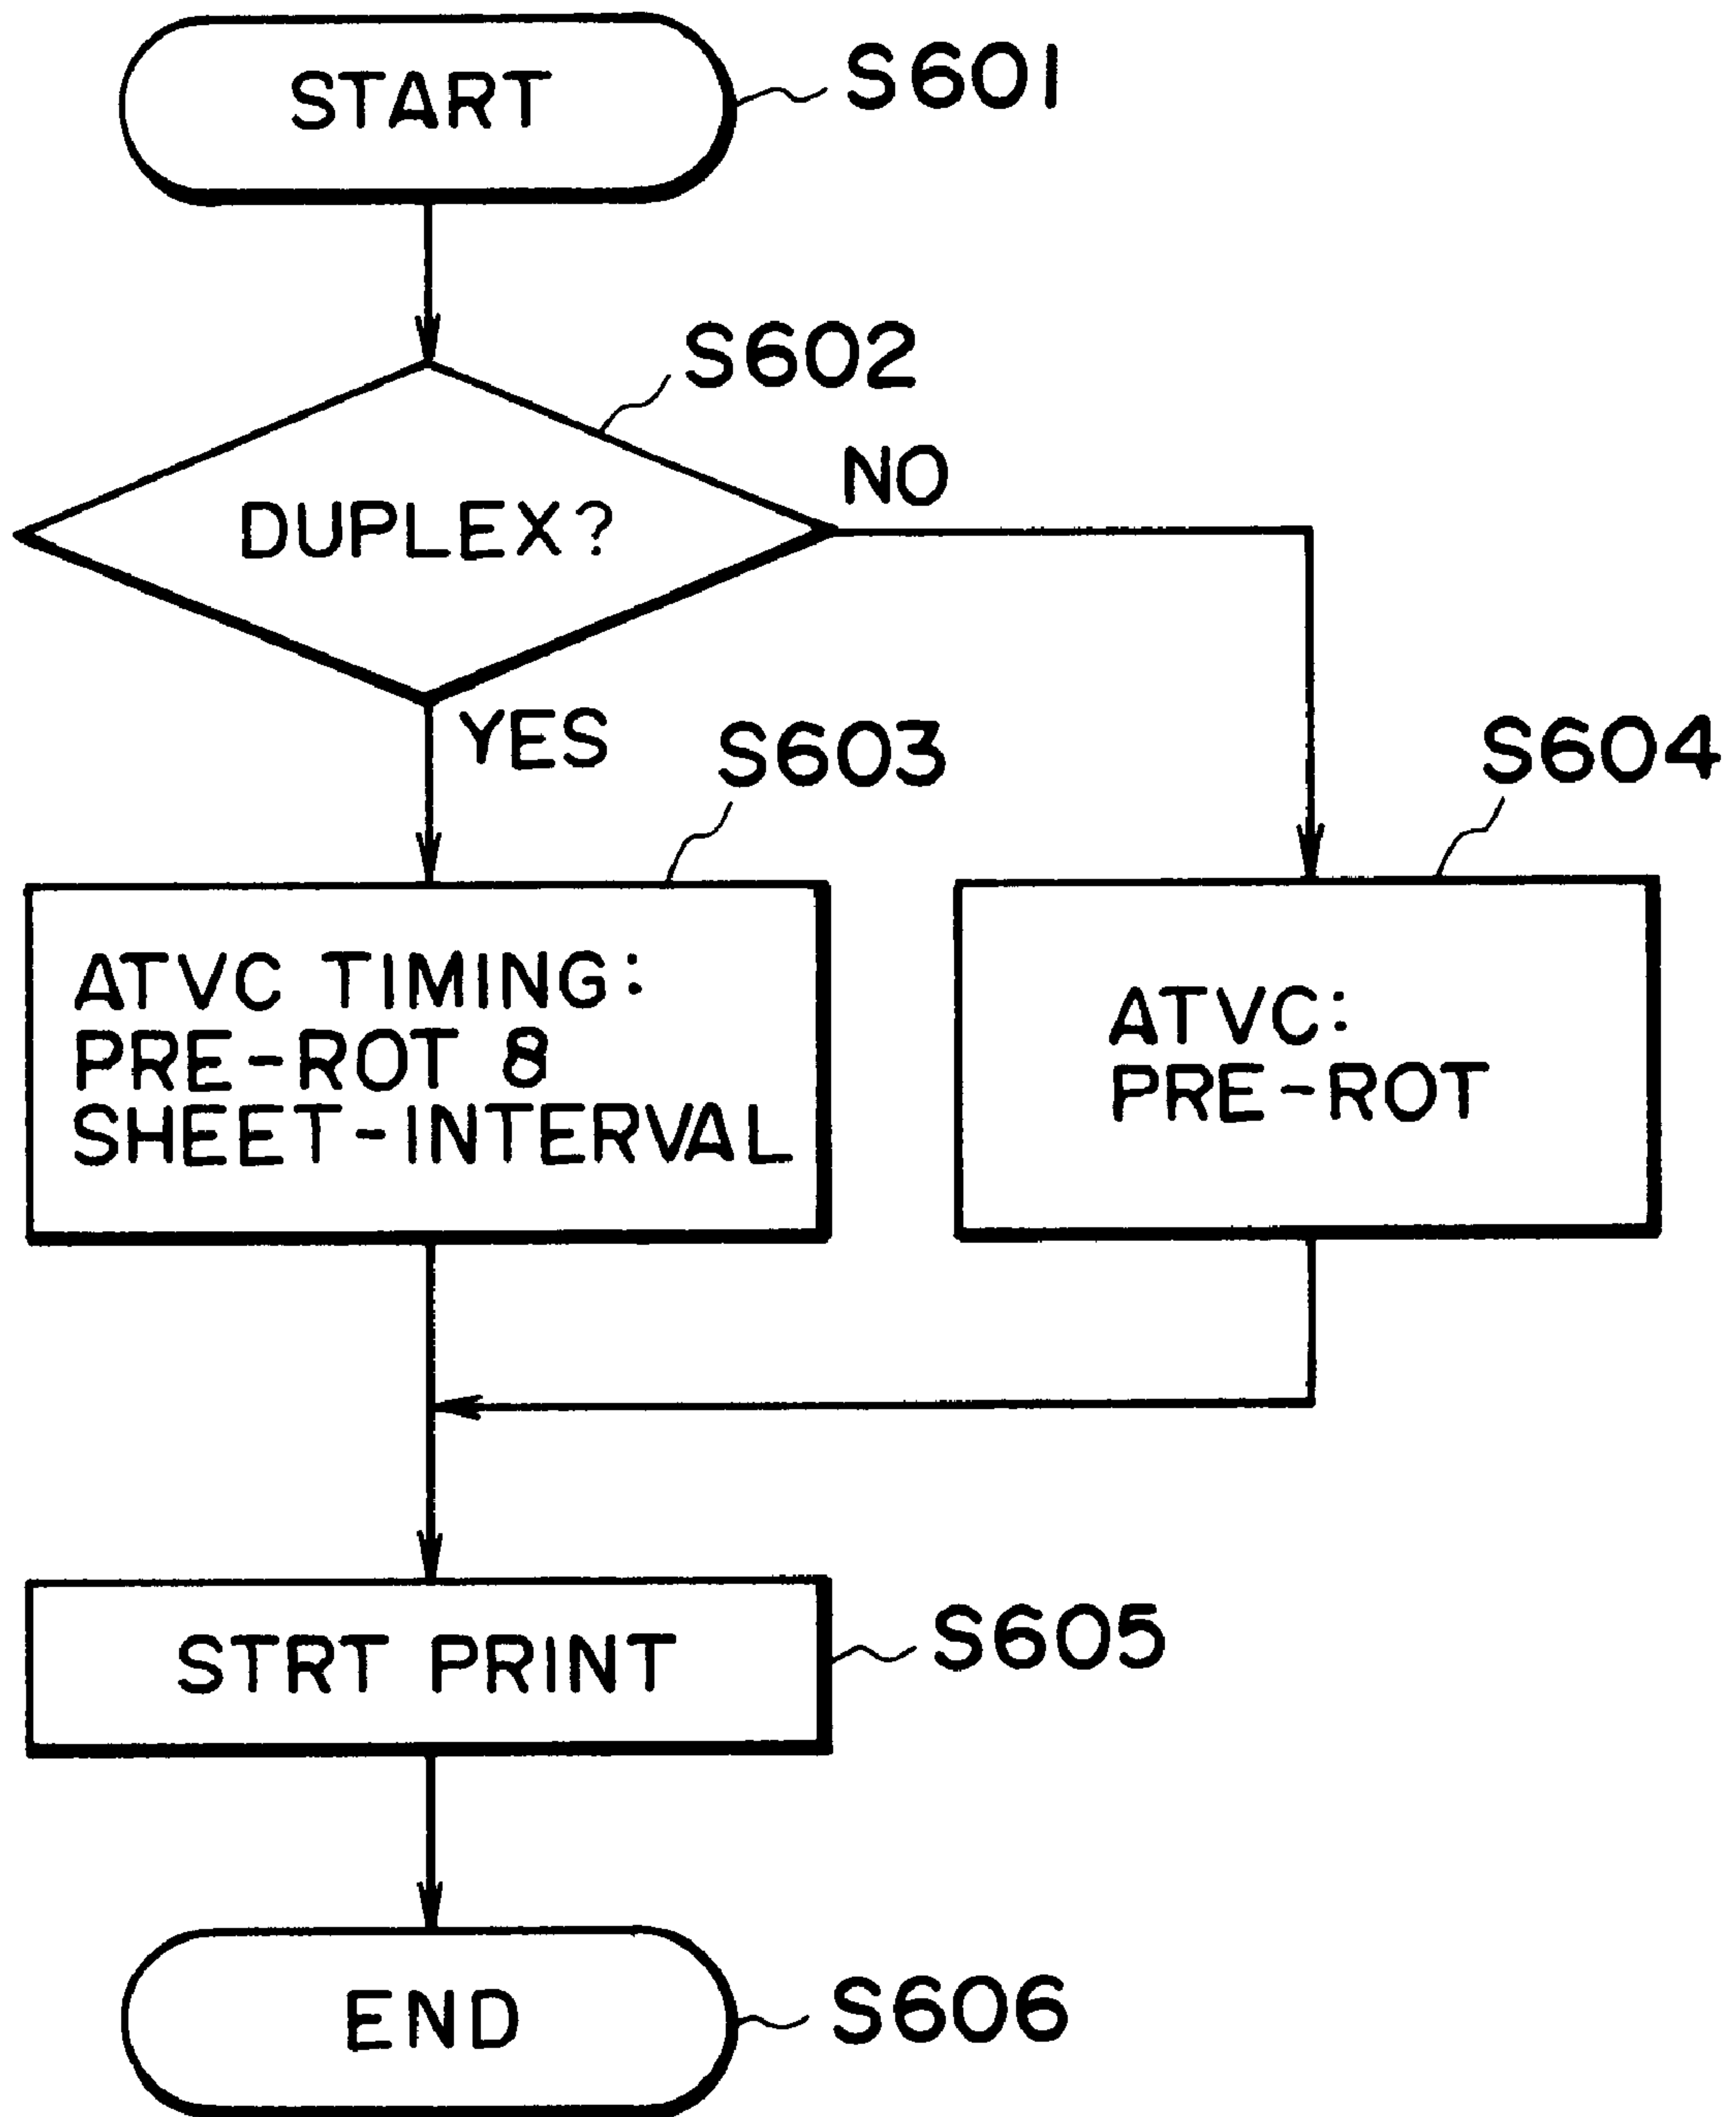 START
S601
S602
DUPLEX?
NO
YES
S603
S604
ATVC TIMING:
PRE-ROT &
SHEET-INTERVAL
ATVC:
PRE-ROT
STRT PRINT
S605
END
S606